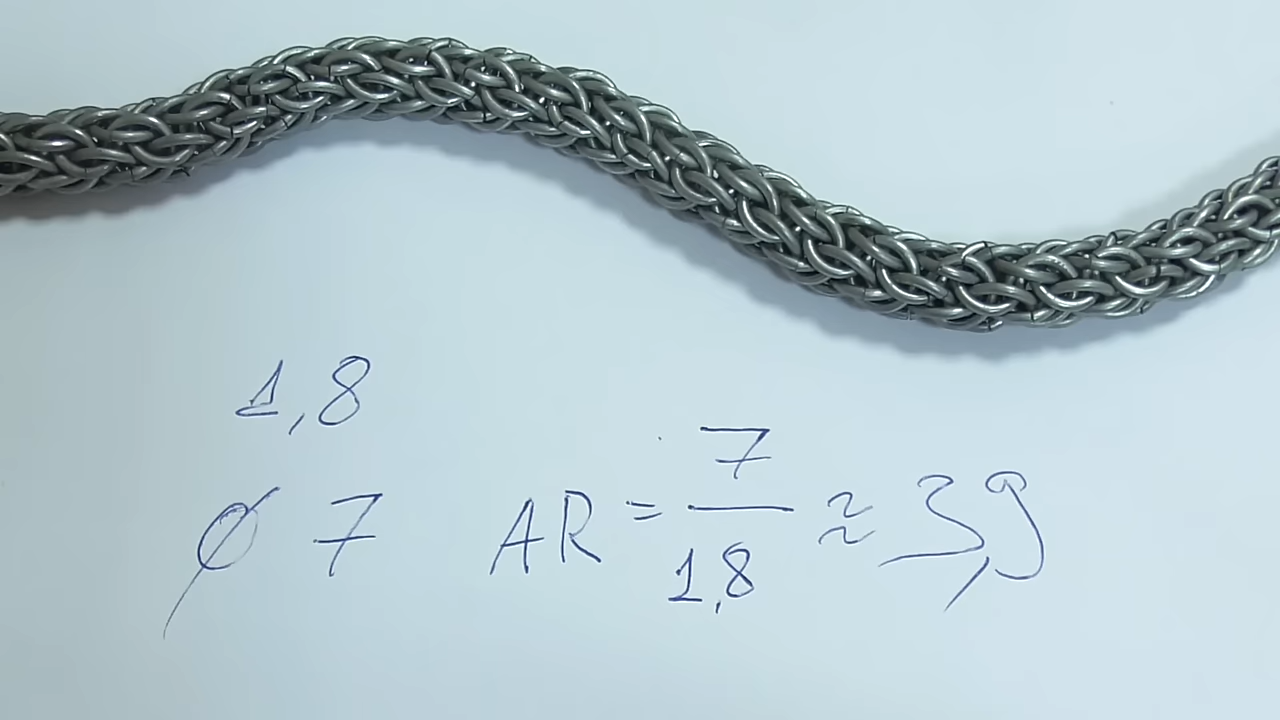 1,8
⌀ 7 AR = 7/1,8 ≈ 3,9